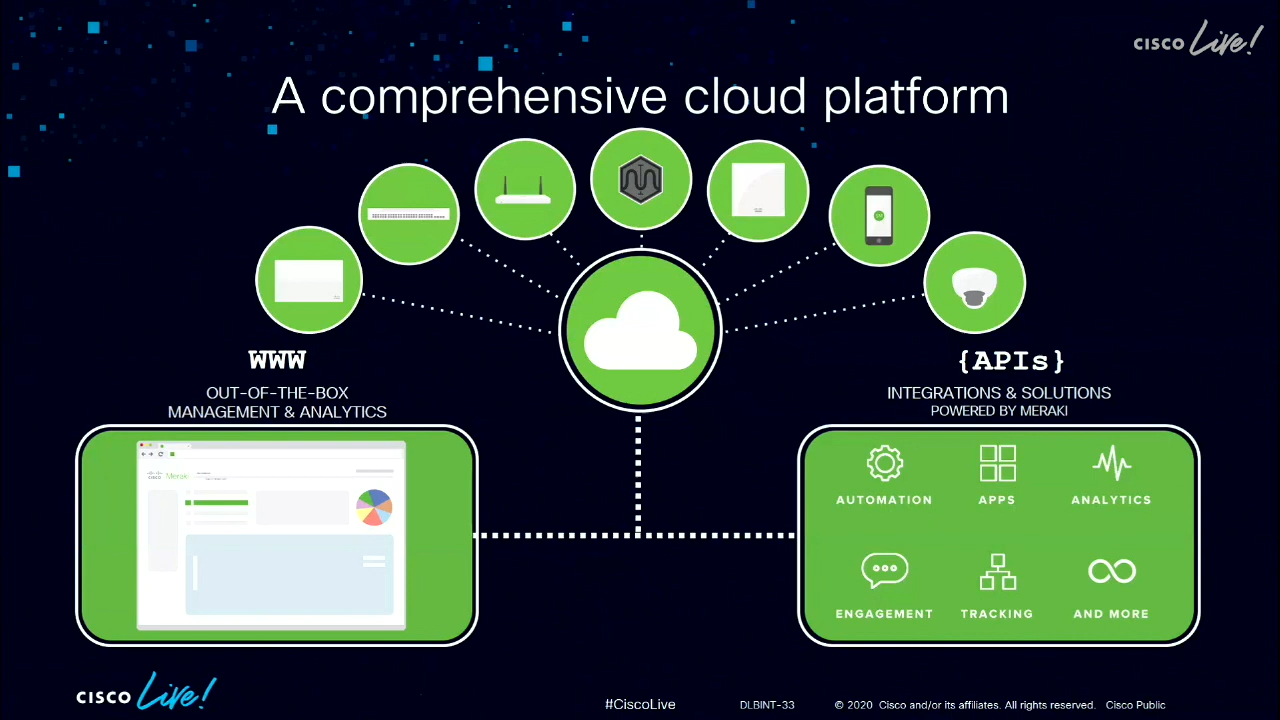 CISCO Live!
A comprehensive cloud platform
WWW
OUT-OF-THE-BOX
MANAGEMENT & ANALYTICS
{APIs}
INTEGRATIONS & SOLUTIONS
POWERED BY MERAKI
CISCO Meraki
AUTOMATION
APPS
ANALYTICS
ENGAGEMENT
TRACKING
AND MORE
CISCO Live!
#CiscoLive
DLBINT-33
© 2020 Cisco and/or its affiliates. All rights reserved. Cisco Public